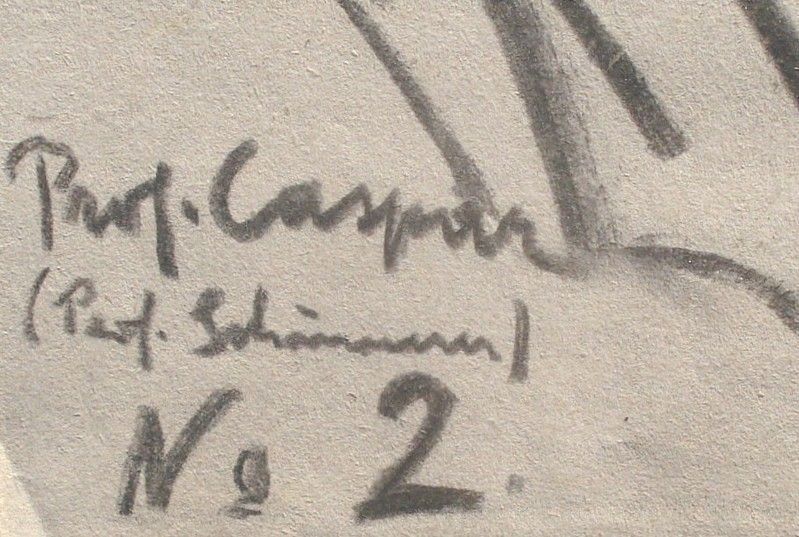 Prof. Caspar
(Prof. Schinnerer)
Nº 2.